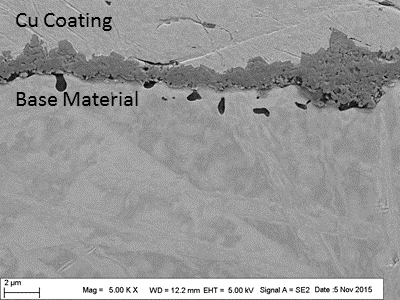 Cu Coating
Base Material
2 µm
Mag = 5.00 K X WD = 12.2 mm EHT = 5.00 kV Signal A = SE2 Date :5 Nov 2015